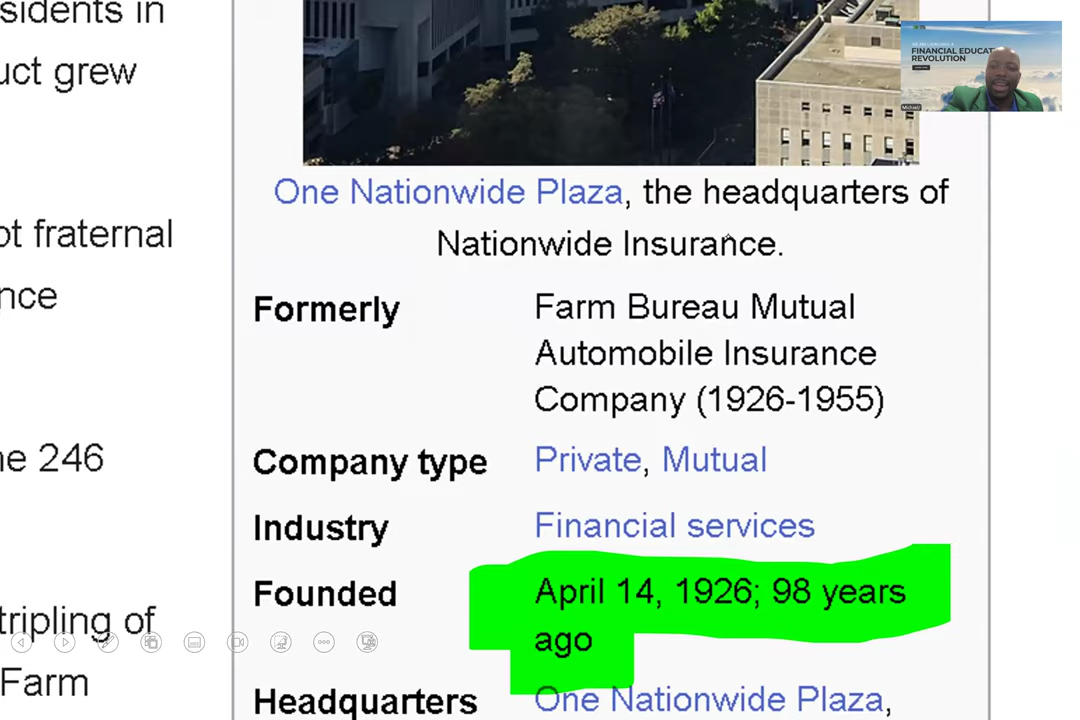 sidents in
uct grew
ot fraternal
nce
ne 246
tripling of
Farm
FINANCIAL EDUCAT
REVOLUTION
Michael
One Nationwide Plaza, the headquarters of
Nationwide Insurance.
Formerly Farm Bureau Mutual
Automobile Insurance
Company (1926-1955)
Company type Private, Mutual
Industry Financial services
Founded April 14, 1926; 98 years
ago
Headquarters One Nationwide Plaza,